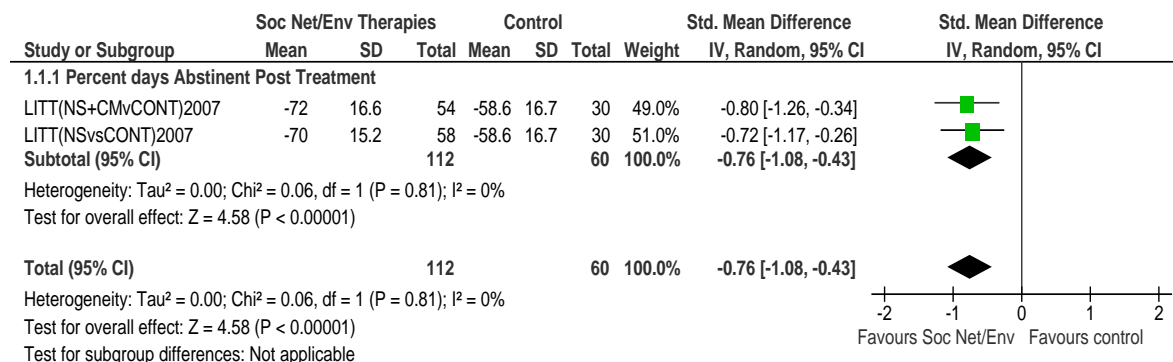 Soc Net/Env Therapies Control Std. Mean Difference Std. Mean Difference
Study or Subgroup Mean SD Total Mean SD Total Weight IV, Random, 95% CI IV, Random, 95% CI
1.1.1 Percent days Abstinent Post Treatment
LITT(NS+CMvCONT)2007 -72 16.6 54 -58.6 16.7 30 49.0% -0.80 [-1.26, -0.34]
LITT(NSvsCONT)2007 -70 15.2 58 -58.6 16.7 30 51.0% -0.72 [-1.17, -0.26]
Subtotal (95% CI) 112 60 100.0% -0.76 [-1.08, -0.43]
Heterogeneity: Tau² = 0.00; Chi² = 0.06, df = 1 (P = 0.81); I² = 0%
Test for overall effect: Z = 4.58 (P < 0.00001)
Total (95% CI) 112 60 100.0% -0.76 [-1.08, -0.43]
Heterogeneity: Tau² = 0.00; Chi² = 0.06, df = 1 (P = 0.81); I² = 0%
Test for overall effect: Z = 4.58 (P < 0.00001)
Test for subgroup differences: Not applicable
-2 -1 0 1 2
Favours Soc Net/Env Favours control